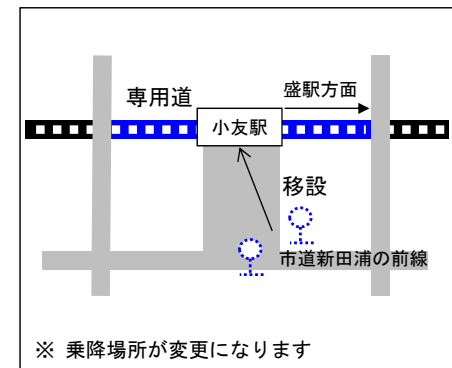 盛駅方面
専用道
小友駅
移設
市道新田浦の前線
※ 乗降場所が変更になります